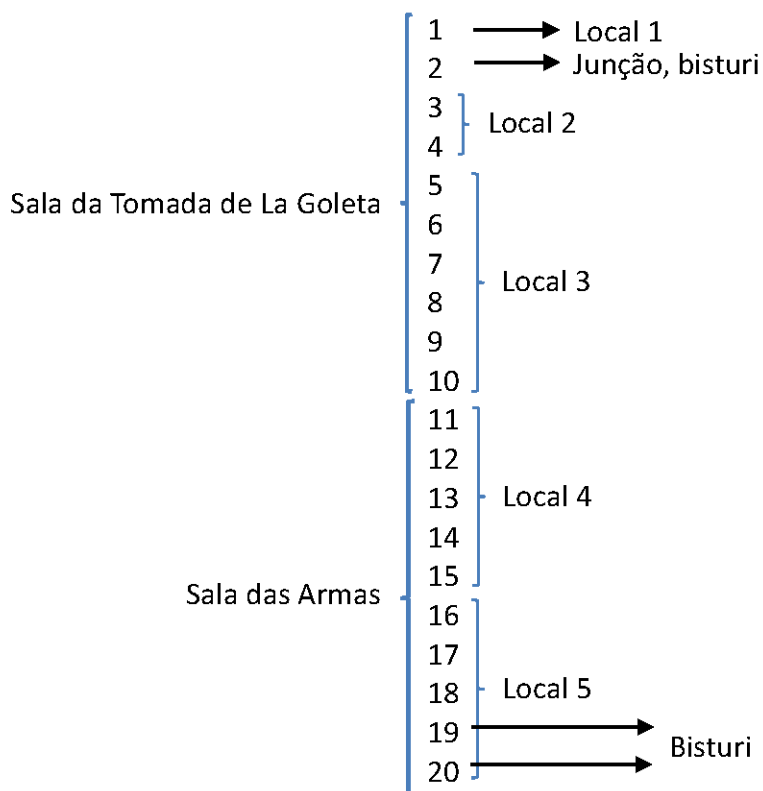 1 Local 1
2 Junção, bisturi
3
Local 2
4
5
Sala da Tomada de La Goleta
6
7
Local 3
8
9
10
11
12
13 Local 4
14
15
Sala das Armas
16
17
18 Local 5
19
Bisturi
20